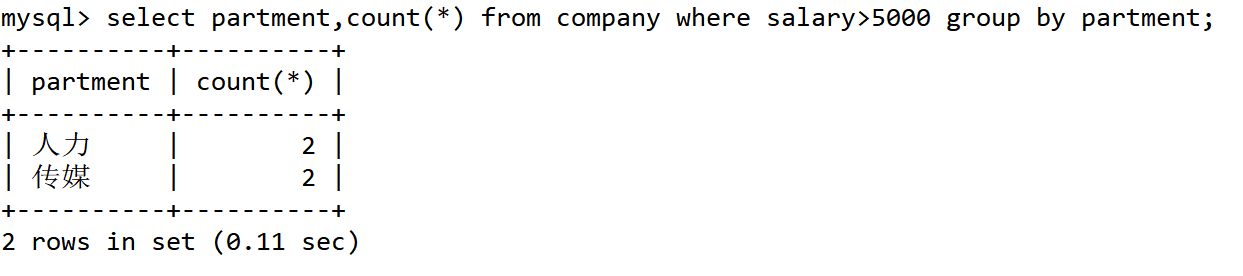 mysql> select partment,count(*) from company where salary>5000 group by partment;
+----------+----------+
| partment | count(*) |
+----------+----------+
| 人力     |        2 |
| 传媒     |        2 |
+----------+----------+
2 rows in set (0.11 sec)